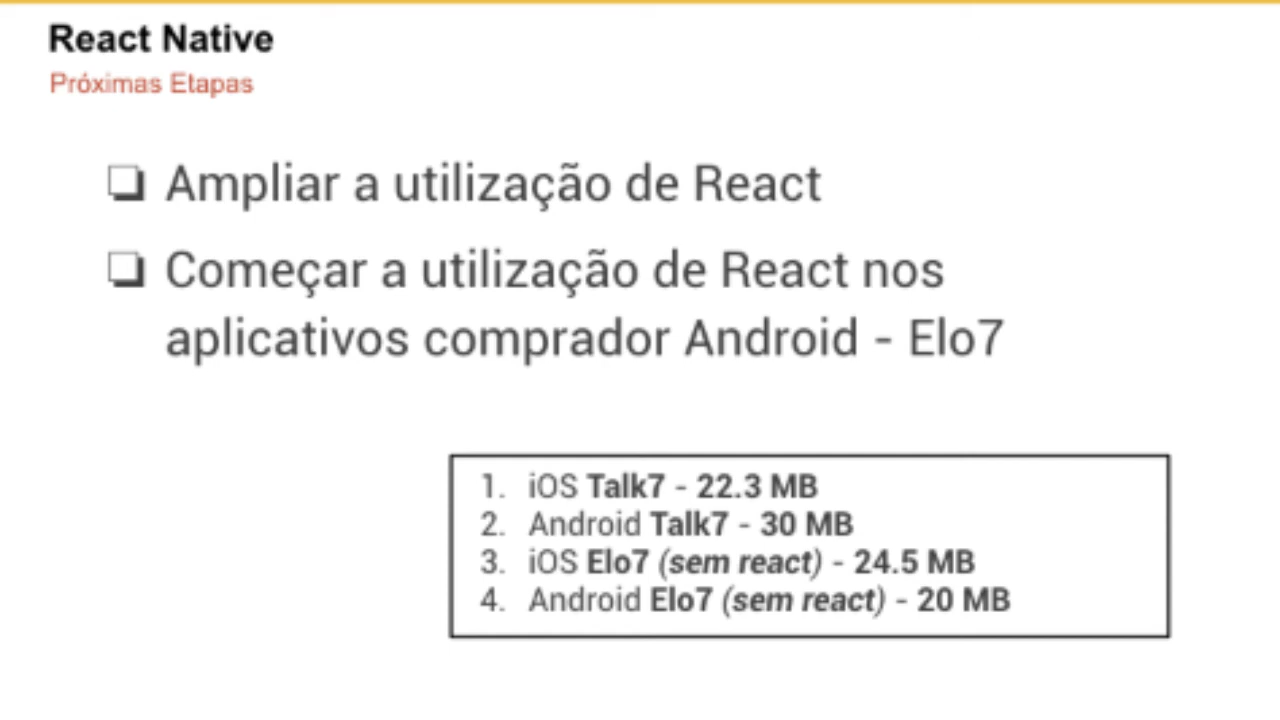 React Native
Próximas Etapas
❏ Ampliar a utilização de React
❏ Começar a utilização de React nos
aplicativos comprador Android - Elo7
1. iOS Talk7 - 22.3 MB
2. Android Talk7 - 30 MB
3. iOS Elo7 (sem react) - 24.5 MB
4. Android Elo7 (sem react) - 20 MB